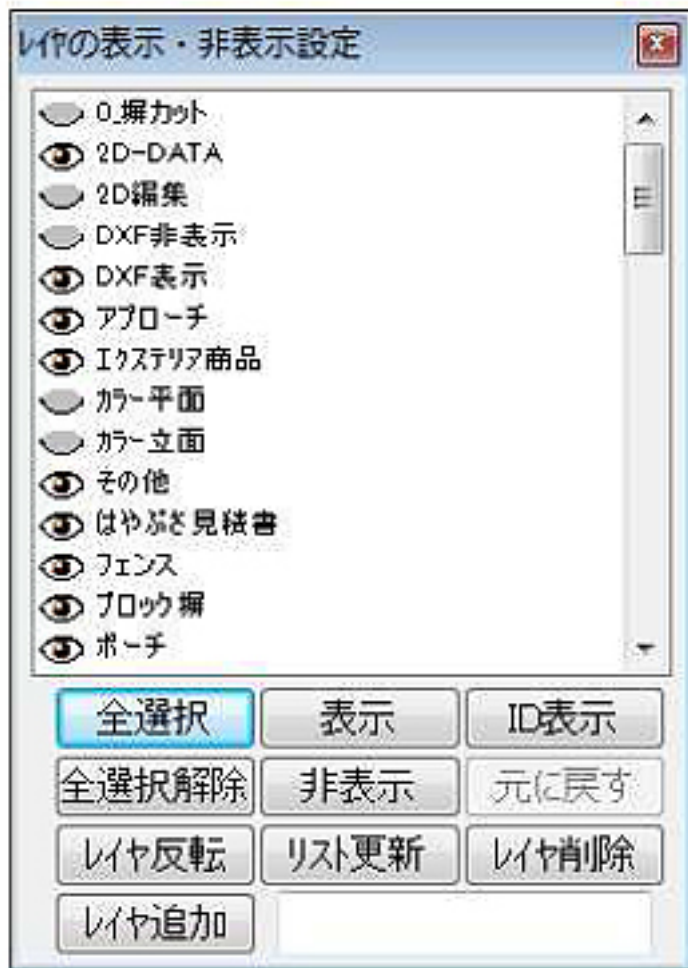 レイヤの表示・非表示設定
0_塀カット
2D-DATA
2D編集
DXF非表示
DXF表示
アプローチ
エクステリア商品
カラー平面
カラー立面
その他
はやぶさ見積書
フェンス
ブロック塀
ポーチ
全選択 表示 ID表示
全選択解除 非表示 元に戻す
レイヤ反転 リスト更新 レイヤ削除
レイヤ追加